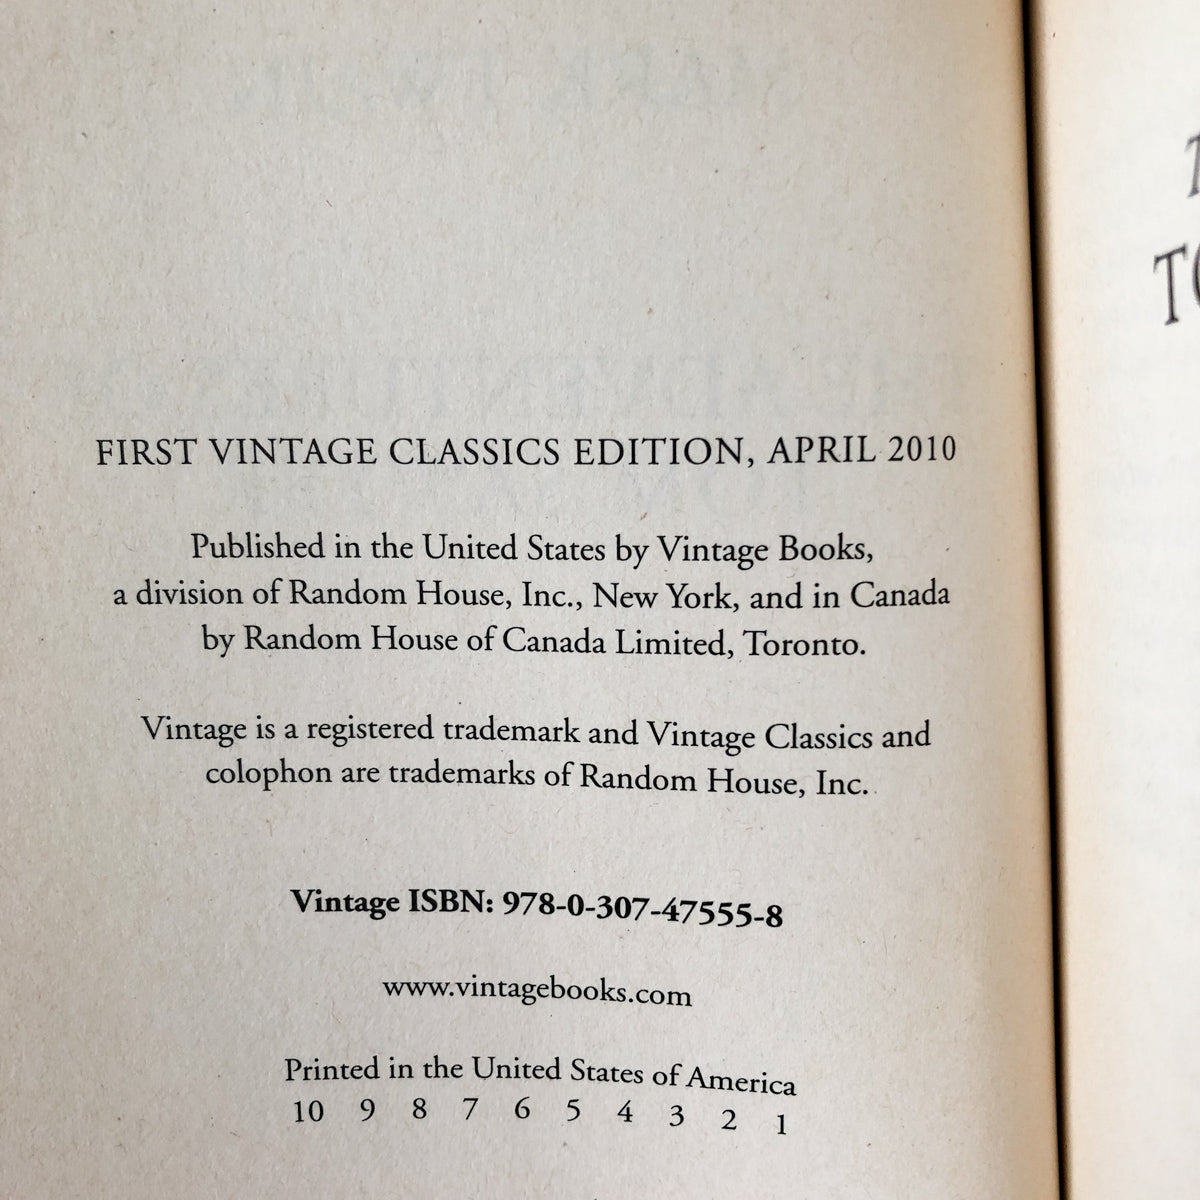 FIRST VINTAGE CLASSICS EDITION, APRIL 2010
Published in the United States by Vintage Books,
a division of Random House, Inc., New York, and in Canada
by Random House of Canada Limited, Toronto.
Vintage is a registered trademark and Vintage Classics and
colophon are trademarks of Random House, Inc.
Vintage ISBN: 978-0-307-47555-8
www.vintagebooks.com
Printed in the United States of America
10 9 8 7 6 5 4 3 2 1